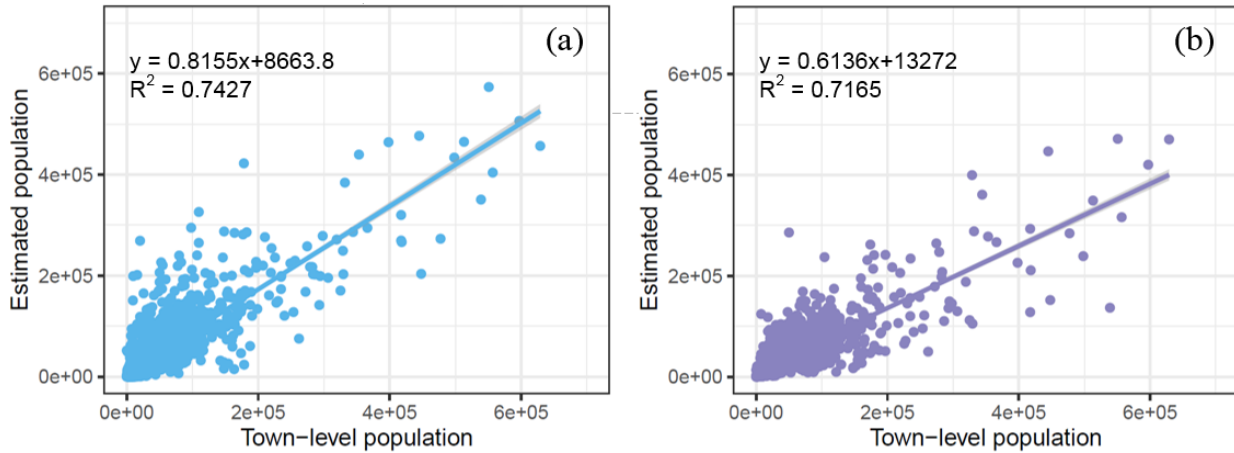 (a)
y = 0.8155x+8663.8
R² = 0.7427
6e+05
4e+05
2e+05
0e+00
Estimated population
0e+00 2e+05 4e+05 6e+05
Town−level population
(b)
y = 0.6136x+13272
R² = 0.7165
6e+05
4e+05
2e+05
0e+00
Estimated population
0e+00 2e+05 4e+05 6e+05
Town−level population